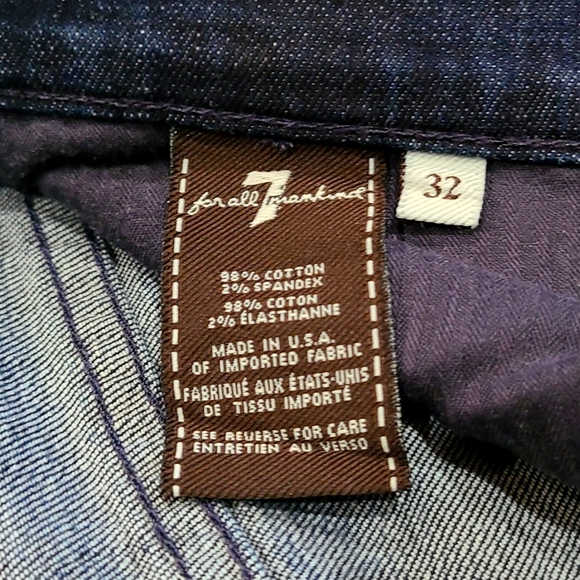 for all 7 mankind
32
98% COTTON
2% SPANDEX
98% COTON
2% ÉLASTHANNE
MADE IN U.S.A.
OF IMPORTED FABRIC
FABRIQUÉ AUX ÉTATS-UNIS
DE TISSU IMPORTÉ
SEE REVERSE FOR CARE
ENTRETIEN AU VERSO